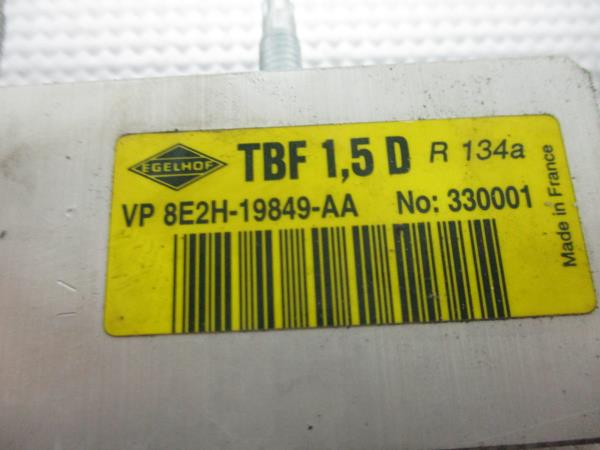 EGELHOF TBF 1,5 D R 134a
VP 8E2H-19849-AA No: 330001
Made in France